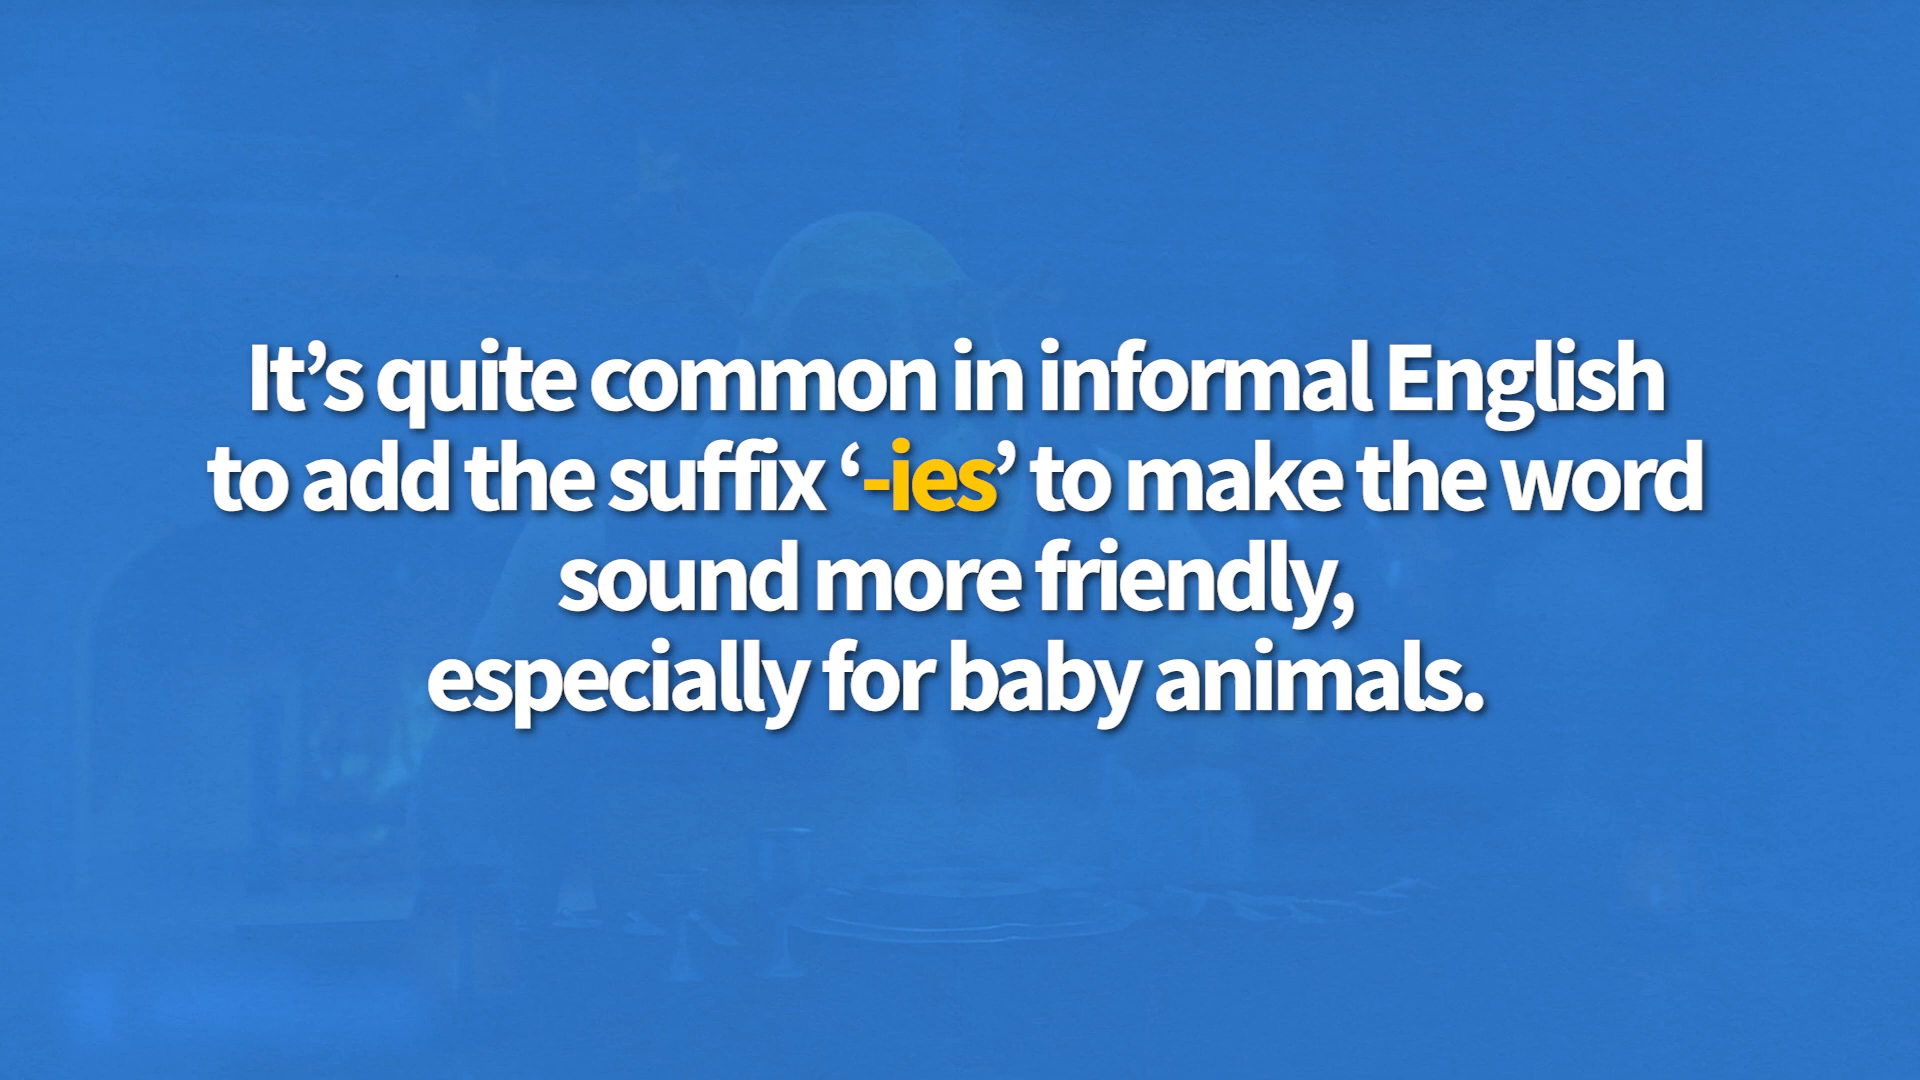 It’s quite common in informal English
to add the suffix ‘-ies’ to make the word
sound more friendly,
especially for baby animals.